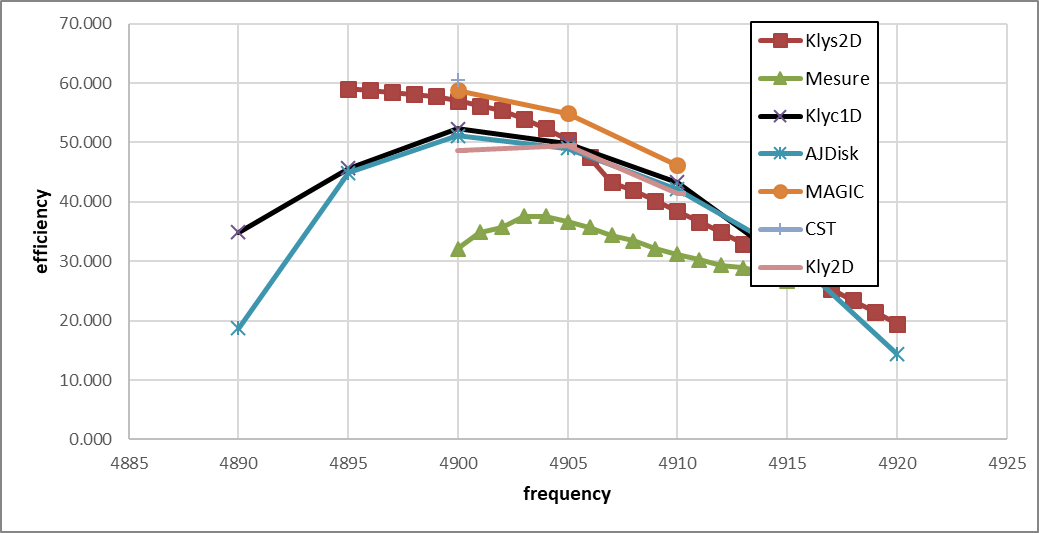 70.000
60.000
50.000
40.000
30.000
20.000
10.000
0.000
efficiency
4885 4890 4895 4900 4905 4910 4915 4920 4925
frequency
Klys2D
Mesure
Klyc1D
AJDisk
MAGIC
CST
Kly2D